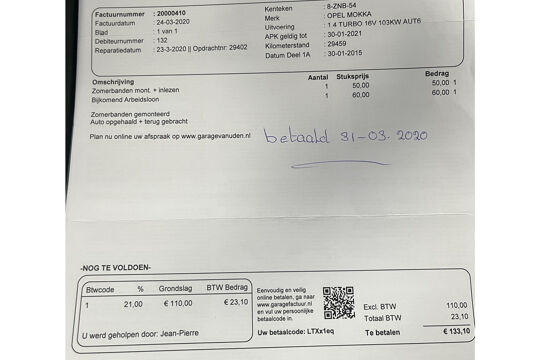 Factuurnummer : 20000410
Factuurdatum : 24-03-2020
Blad : 1 van 1
Debiteurnummer : 132
Reparatiedatum : 23-3-2020 || Opdrachtnr: 29402
Kenteken : 8-ZNB-54
Merk : OPEL MOKKA
Uitvoering : 1.4 TURBO 16V 103KW AUT6
APK geldig tot : 30-01-2021
Kilometerstand : 29459
Datum Deel 1A : 30-01-2015
Omschrijving Aantal Stuksprijs Bedrag
Zomerbanden mont. + inlezen 1 50,00 50,00 1
Bijkomend Arbeidsloon 1 60,00 60,00 1
Zomerbanden gemonteerd
Auto opgehaald + terug gebracht
Plan nu online uw afspraak op www.garagevanuden.nl
betaald 31-03-2020
-NOG TE VOLDOEN-
Btwcode % Grondslag BTW Bedrag
1 21,00 € 110,00 € 23,10
U werd geholpen door: Jean-Pierre
Eenvoudig en veilig
online betalen, ga naar
www.garagefactuur.nl
en vul uw persoonlijke
betaalcode in.
Uw betaalcode: LTXx1eq
Excl. BTW 110,00
Totaal BTW 23,10
Te betalen € 133,10